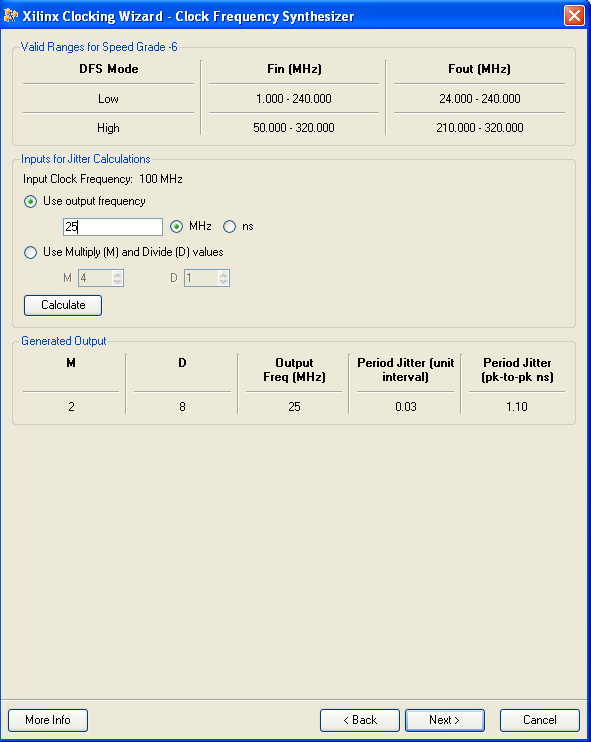 Xilinx Clocking Wizard - Clock Frequency Synthesizer
Valid Ranges for Speed Grade -6
DFS Mode Fin (MHz) Fout (MHz)
Low 1.000 - 240.000 24.000 - 240.000
High 50.000 - 320.000 210.000 - 320.000
Inputs for Jitter Calculations
Input Clock Frequency: 100 MHz
Use output frequency
25 MHz ns
Use Multiply (M) and Divide (D) values
M 4 D 1
Calculate
Generated Output
M D Output Period Jitter (unit Period Jitter
Freq (MHz) interval) (pk-to-pk ns)
2 8 25 0.03 1.10
More Info < Back Next > Cancel